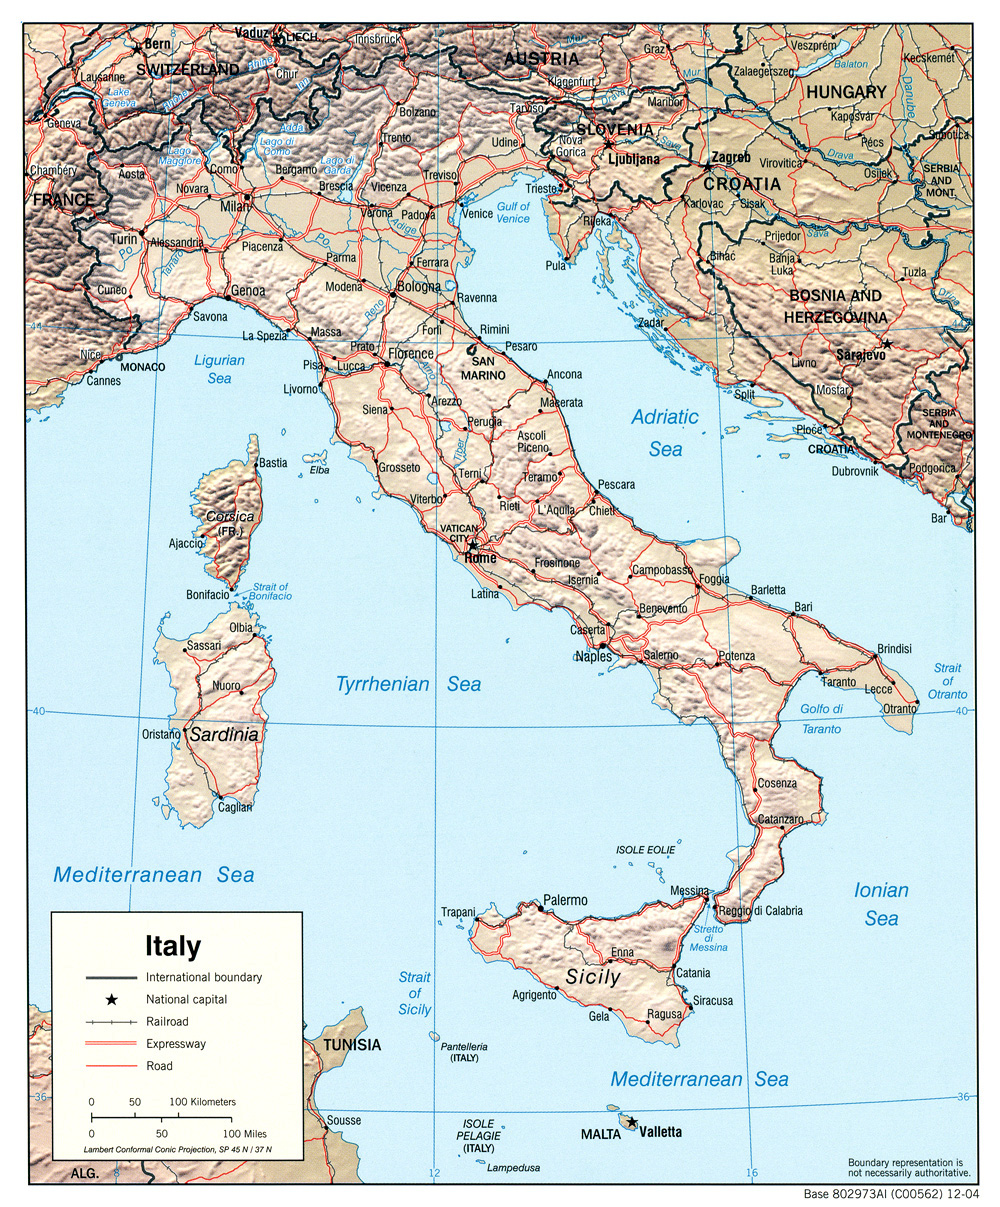 Bern
Vaduz
LIECH.
Innsbruck
8
12
16
AUSTRIA
Mur
Graz
Veszprém
Balaton
Kecskemét
SWITZERLAND
Rhine
Chur
Inn
Lausanne
Lake
Geneva
Rhône
Geneva
Klagenfurt
Drava
Mur
Zalaegerszeg
HUNGARY
Danube
Bolzano
Tarviso
Maribor
Kaposvár
Adda
Trento
Udine
SLOVENIA
Nova
Gorica
Ljubljana
Sava
Pécs
Subotica
Chambéry
Aosta
Lago
Maggiore
Lago di
Como
Como
Bergamo
Lago di
Garda
Treviso
Zagreb
Virovitica
Drava
Osijek
SERBIA
AND
MONT.
FRANCE
Novara
Milan
Brescia
Vicenza
Verona
Padova
Venice
Trieste
Gulf of
Venice
CROATIA
Karlovac
Sisak
Turin
Po
Alessandria
Tanaro
Piacenza
Po
Adige
Rijeka
Sava
Prijedor
Bihać
Banja
Luka
Tuzla
Drina
Cuneo
Genoa
Parma
Modena
Ferrara
Bologna
Reno
Ravenna
Pula
BOSNIA AND
HERZEGOVINA
Savona
La Spezia
Massa
Forlì
Rimini
Pesaro
Zadar
44
44
Sarajevo
Nice
MONACO
Cannes
Ligurian
Sea
Pisa
Lucca
Prato
Florence
Livorno
Arno
SAN
MARINO
Livno
Mostar
Split
Ancona
Macerata
Arezzo
Siena
Perugia
Adriatic
Sea
Ploče
CROATIA
Dubrovnik
SERBIA
AND
MONTENEGRO
Podgorica
Bar
Bastia
Elba
Grosseto
Tiber
Ascoli
Piceno
Teramo
Terni
Viterbo
Rieti
L'Aquila
Pescara
Chieti
Corsica
(FR.)
Ajaccio
VATICAN
CITY
Rome
Frosinone
Latina
Isernia
Campobasso
Foggia
Barletta
Bari
Bonifacio
Strait of
Bonifacio
Olbia
Sassari
Nuoro
Caserta
Benevento
Naples
Salerno
Potenza
Brindisi
Taranto
Lecce
Otranto
Strait
of
Otranto
Tyrrhenian Sea
40
40
Golfo di
Taranto
Oristano
Sardinia
Cagliari
Cosenza
Catanzaro
Mediterranean Sea
ISOLE EOLIE
Ionian
Sea
Messina
Reggio di Calabria
Stretto
di
Messina
Trapani
Palermo
Enna
Sicily
Catania
Agrigento
Siracusa
Gela
Ragusa
Strait
of
Sicily
Pantelleria
(ITALY)
TUNISIA
Mediterranean Sea
36
36
Sousse
ISOLE
PELAGIE
(ITALY)
Lampedusa
MALTA
Valletta
ALG.
8
12
16
Italy
International boundary
National capital
Railroad
Expressway
Road
0 50 100 Kilometers
0 50 100 Miles
Lambert Conformal Conic Projection, SP 45 N / 37 N
Boundary representation is
not necessarily authoritative.
Base 802973AI (C00562) 12-04